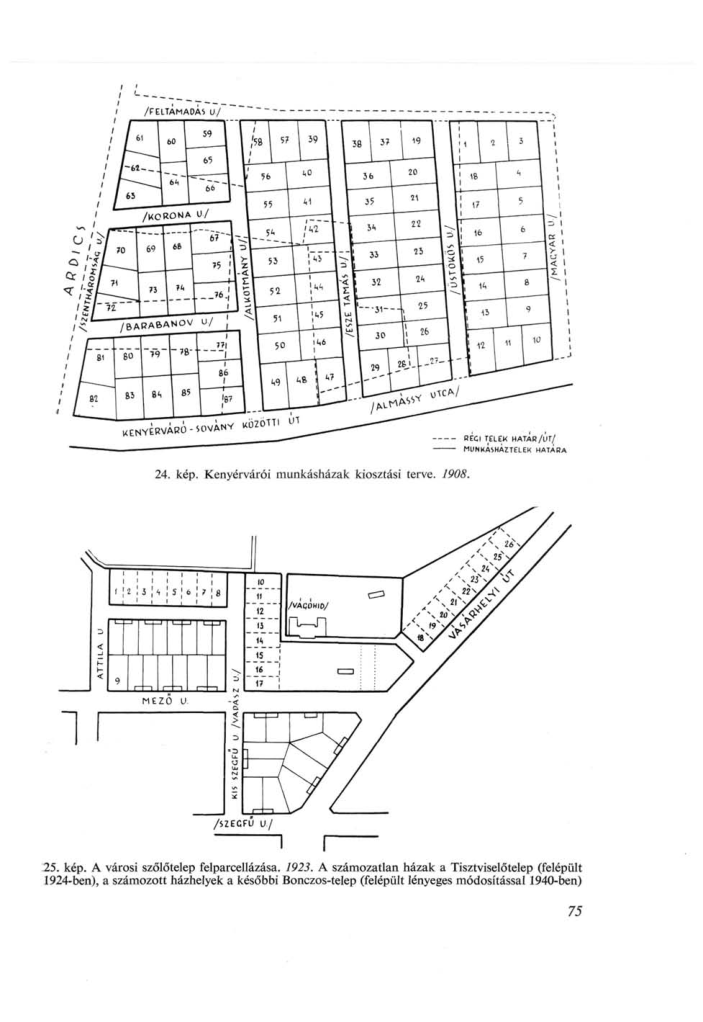 /FELTÁMADÁS U/
61 60 59 58 57 39 38 37 19 1 2 3
62 65 56 40 36 20 18 4
63 64 66 55 41 35 21 17 5
/KORONA U/
ARDICS
/SZENTHÁROMSÁG U/
70 69 68 67 54 42 34 22 16 6
75 53 43 33 23 15 7
71 73 74 52 44 32 24 14 8
72 76 51 45 31 25 13 9
/ALKOTMÁNY U/
/ESZE TAMÁS U/
/ÜSTÖKÖS U/
/MAGYAR U/
/BARABANOV U/
81 80 79 78 77 50 46 30 26 12 11 10
86 49 48 47 29 28 27
82 83 84 85 87
KENYÉRVÁRÓ - SOVÁNY KÖZÖTTI ÚT
/ALMÁSSY UTCA/
---- RÉGI TELEK HATÁR /ÚT/
—— MUNKÁSHÁZTELEK HATÁRA
24. kép. Kenyérvárói munkásházak kiosztási terve. 1908.
1 2 3 4 5 6 7 8
10
11
12
13
14
15
16
17
/VÁGÓHID/
26
25
24
23
22
21
20
19
18
VÁSÁRHELYI ÚT
ATTILA U
9
MEZŐ U.
KIS SZEGFŰ U /VADÁSZ U/
/SZEGFŰ U./
25. kép. A városi szőlőtelep felparcellázása. 1923. A számozatlan házak a Tisztviselőtelep (felépült
1924-ben), a számozott házhelyek a későbbi Bonczos-telep (felépült lényeges módosítással 1940-ben)
75